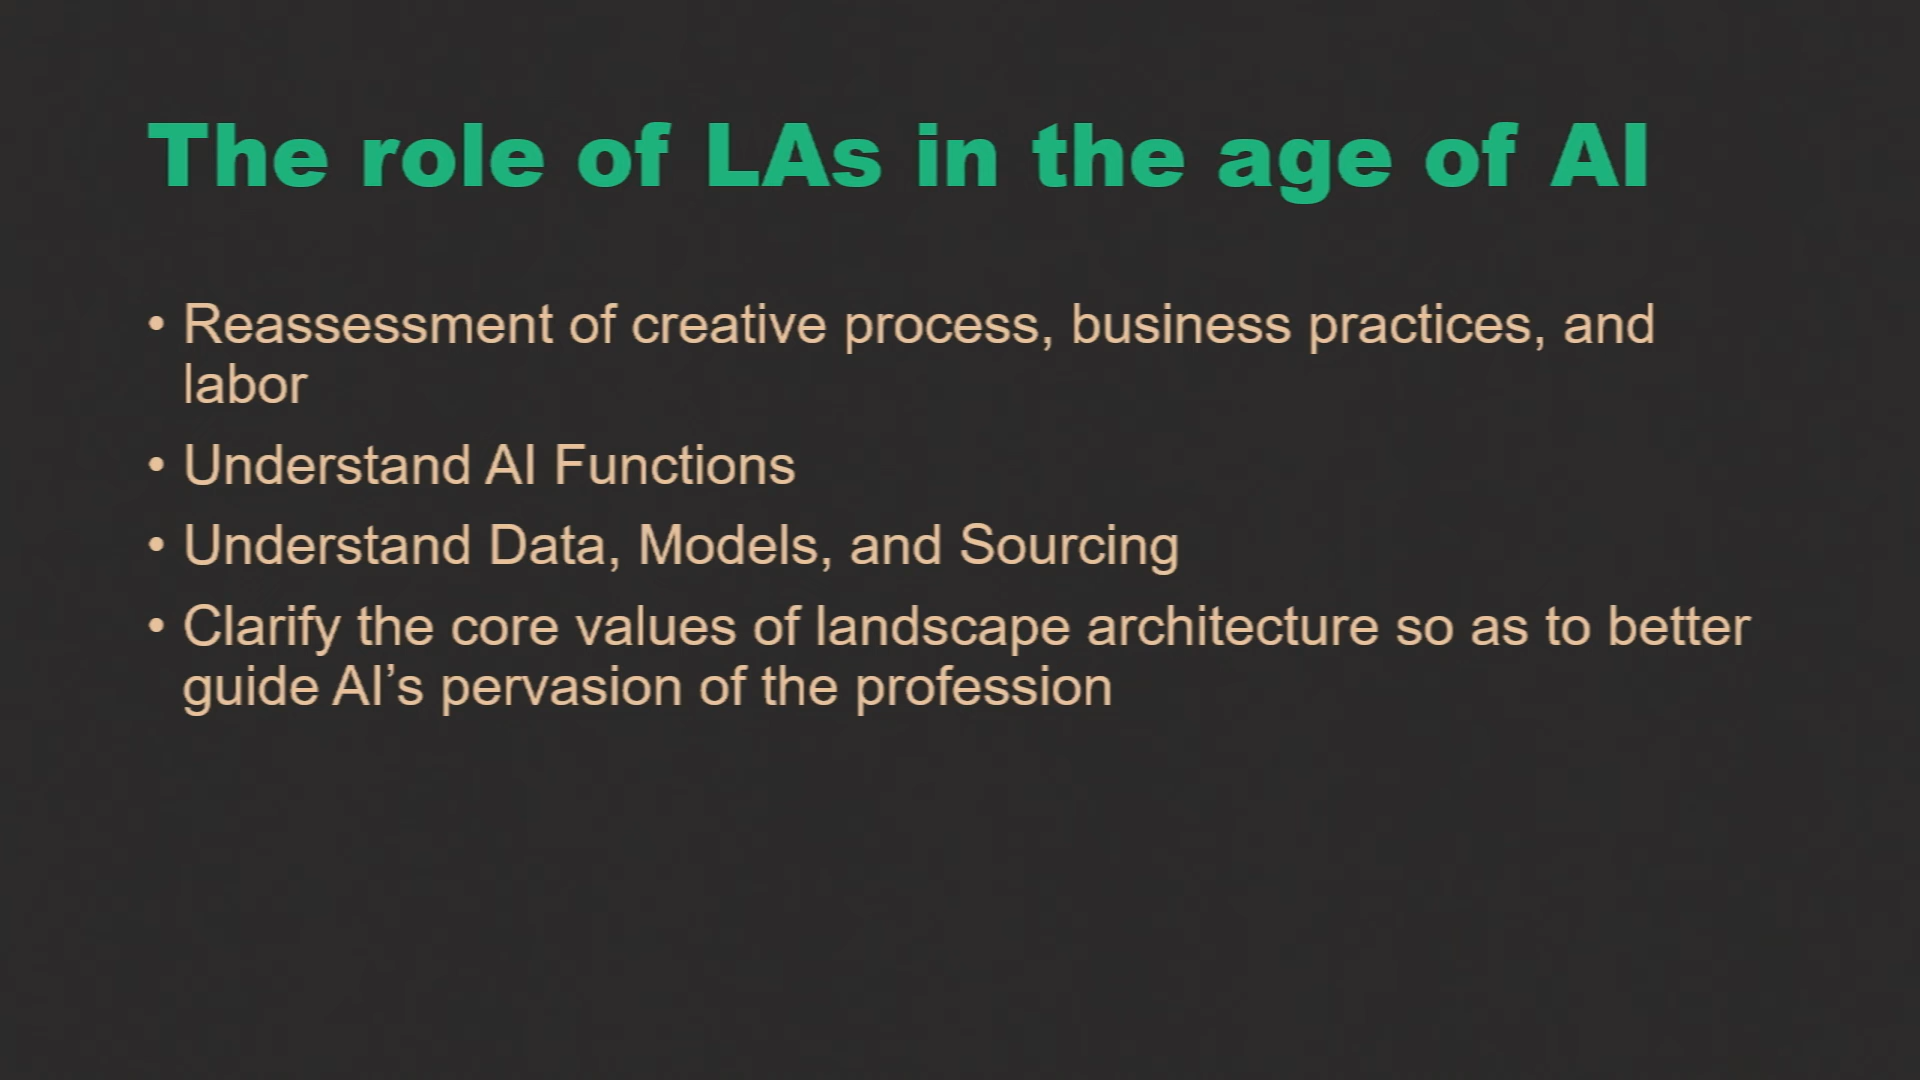 The role of LAs in the age of AI
• Reassessment of creative process, business practices, and
labor
• Understand AI Functions
• Understand Data, Models, and Sourcing
• Clarify the core values of landscape architecture so as to better
guide AI’s pervasion of the profession